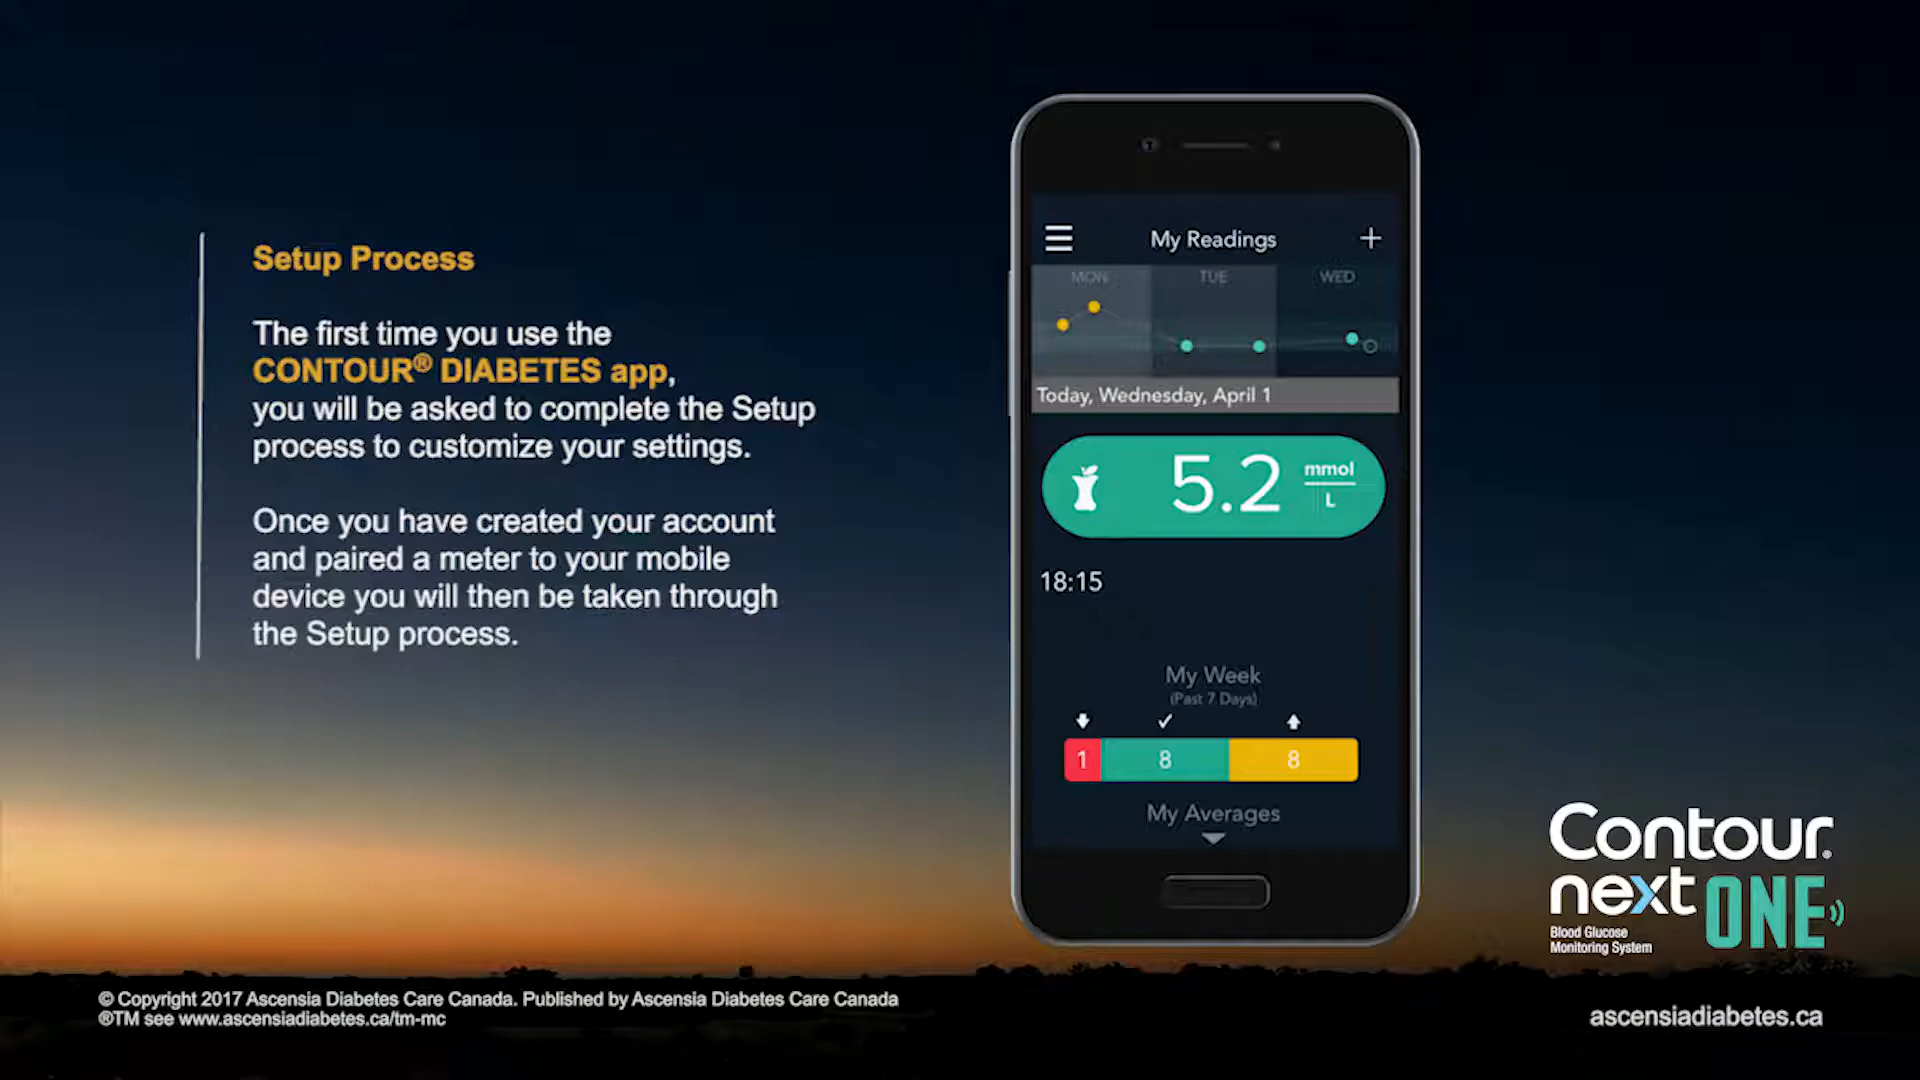 Setup Process
The first time you use the
CONTOUR® DIABETES app,
you will be asked to complete the Setup
process to customize your settings.
Once you have created your account
and paired a meter to your mobile
device you will then be taken through
the Setup process.
My Readings
MON TUE WED
Today, Wednesday, April 1
5.2 mmol
L
18:15
My Week
(Past 7 Days)
1 8 8
My Averages
Contour®
next ONE
Blood Glucose
Monitoring System
© Copyright 2017 Ascensia Diabetes Care Canada. Published by Ascensia Diabetes Care Canada
®TM see www.ascensiadiabetes.ca/tm-mc
ascensiadiabetes.ca